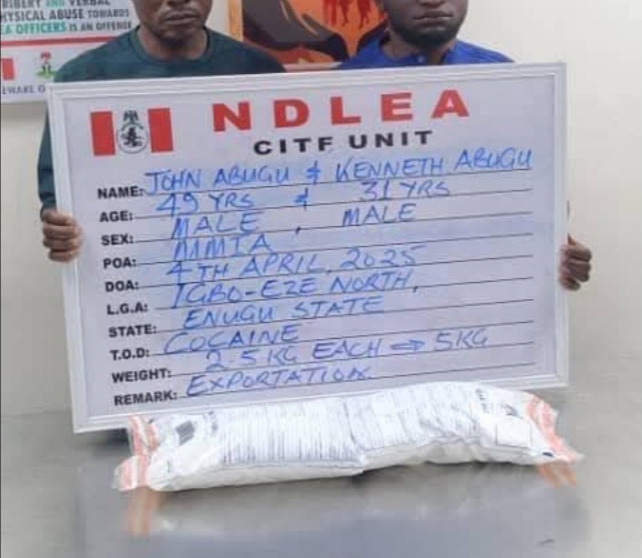 BRIBERY AND VERBAL
PHYSICAL ABUSE TOWARDS
OFFICERS IS AN OFFENCE
NDLEA
CITF UNIT
NAME: JOHN ABUGU & KENNETH ABUGU
AGE: 49 YRS & 31 YRS
SEX: MALE, MALE
POA: MMIA
DOA: 4TH APRIL, 2025
L.G.A: IGBO-EZE NORTH,
STATE: ENUGU STATE
T.O.D: COCAINE
WEIGHT: 2.5KG EACH ⇒ 5KG
REMARK: EXPORTATION